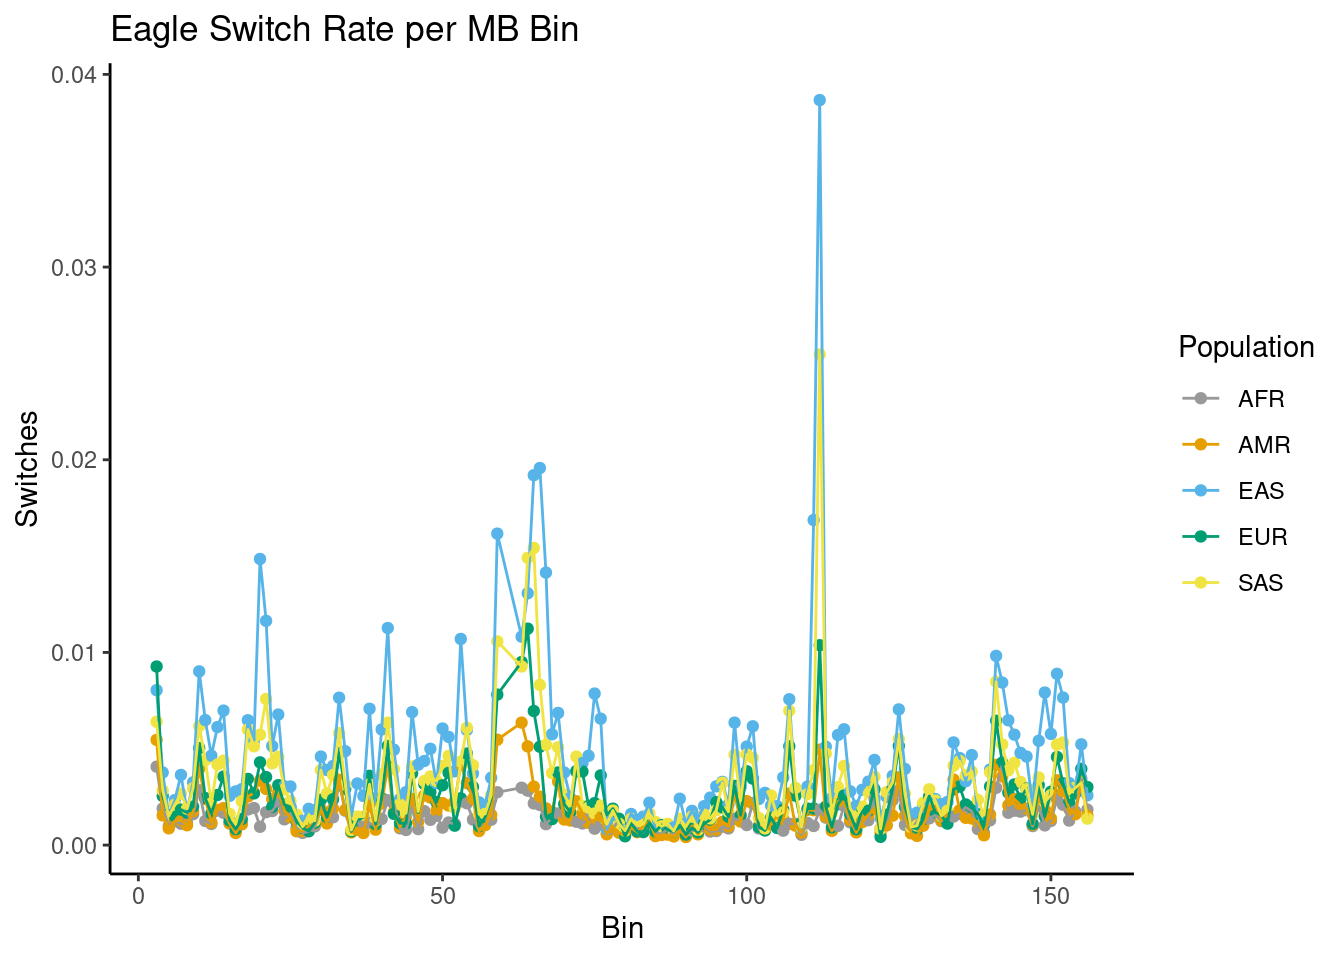 Eagle Switch Rate per MB Bin
0.04
0.03
0.02
0.01
0.00
Switches
0
50
100
150
Bin
Population
AFR
AMR
EAS
EUR
SAS